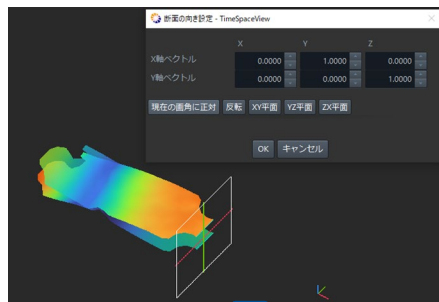 断面の向き設定 - TimeSpaceView
X Y Z
X軸ベクトル 0.0000 1.0000 0.0000
Y軸ベクトル 0.0000 0.0000 1.0000
現在の画角に正対 反転 XY平面 YZ平面 ZX平面
OK キャンセル